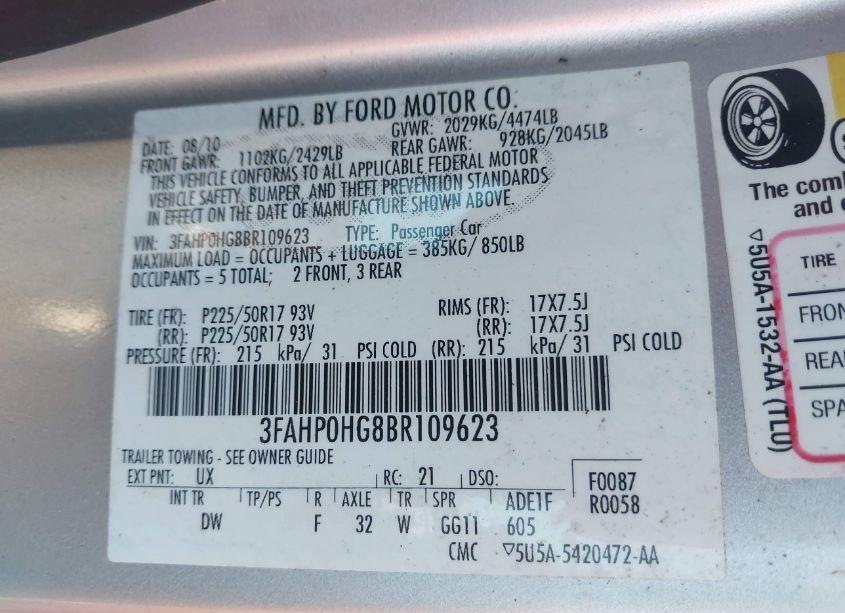 MFD. BY FORD MOTOR CO.
DATE: 08/10 GVWR: 2029KG/4474LB
FRONT GAWR: 1102KG/2429LB REAR GAWR: 928KG/2045LB
THIS VEHICLE CONFORMS TO ALL APPLICABLE FEDERAL MOTOR
VEHICLE SAFETY, BUMPER, AND THEFT PREVENTION STANDARDS
IN EFFECT ON THE DATE OF MANUFACTURE SHOWN ABOVE.
VIN: 3FAHP0HG8BR109623 TYPE: Passenger Car
MAXIMUM LOAD = OCCUPANTS + LUGGAGE = 385KG/ 850LB
OCCUPANTS = 5 TOTAL; 2 FRONT, 3 REAR
TIRE (FR): P225/50R17 93V RIMS (FR): 17X7.5J
(RR): P225/50R17 93V (RR): 17X7.5J
PRESSURE (FR): 215 kPa/ 31 PSI COLD (RR): 215 kPa/ 31 PSI COLD
3FAHP0HG8BR109623
TRAILER TOWING - SEE OWNER GUIDE
EXT PNT: UX RC: 21 DSO: F0087
INT TR TP/PS R AXLE TR SPR ADE1F R0058
DW F 32 W GG11 605
CMC ▽5U5A-5420472-AA
The comb
and
▽5U5A-1532-AA (TLU)
TIRE
FRON
REA
SPA